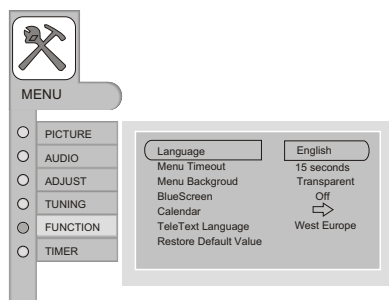 MENU
PICTURE
AUDIO
ADJUST
TUNING
FUNCTION
TIMER
Language English
Menu Timeout 15 seconds
Menu Backgroud Transparent
BlueScreen Off
Calendar
TeleText Language West Europe
Restore Default Value